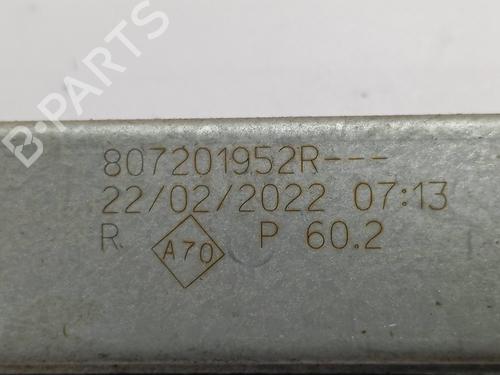 B-PARTS
807201952R---
22/02/2022 07:13
R A70 P 60.2